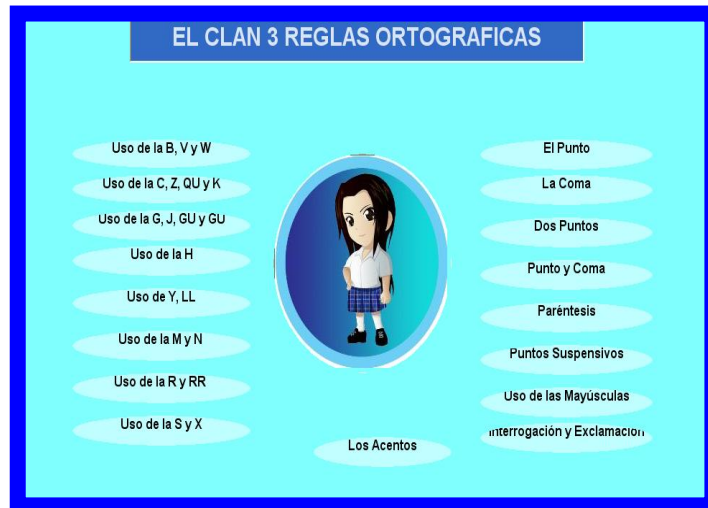 EL CLAN 3 REGLAS ORTOGRAFICAS
Uso de la B, V y W
Uso de la C, Z, QU y K
Uso de la G, J, GU y GU
Uso de la H
Uso de Y, LL
Uso de la M y N
Uso de la R y RR
Uso de la S y X
El Punto
La Coma
Dos Puntos
Punto y Coma
Paréntesis
Puntos Suspensivos
Uso de las Mayúsculas
Interrogación y Exclamación
Los Acentos